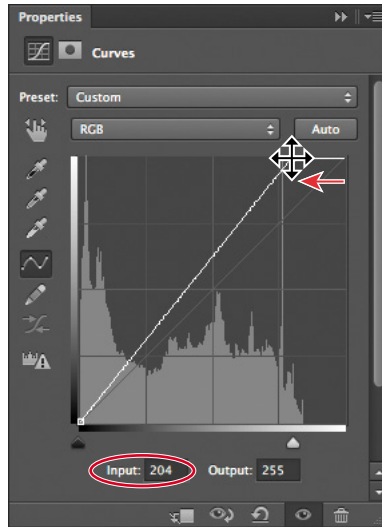 Properties
Curves
Preset: Custom
RGB Auto
Input: 204 Output: 255